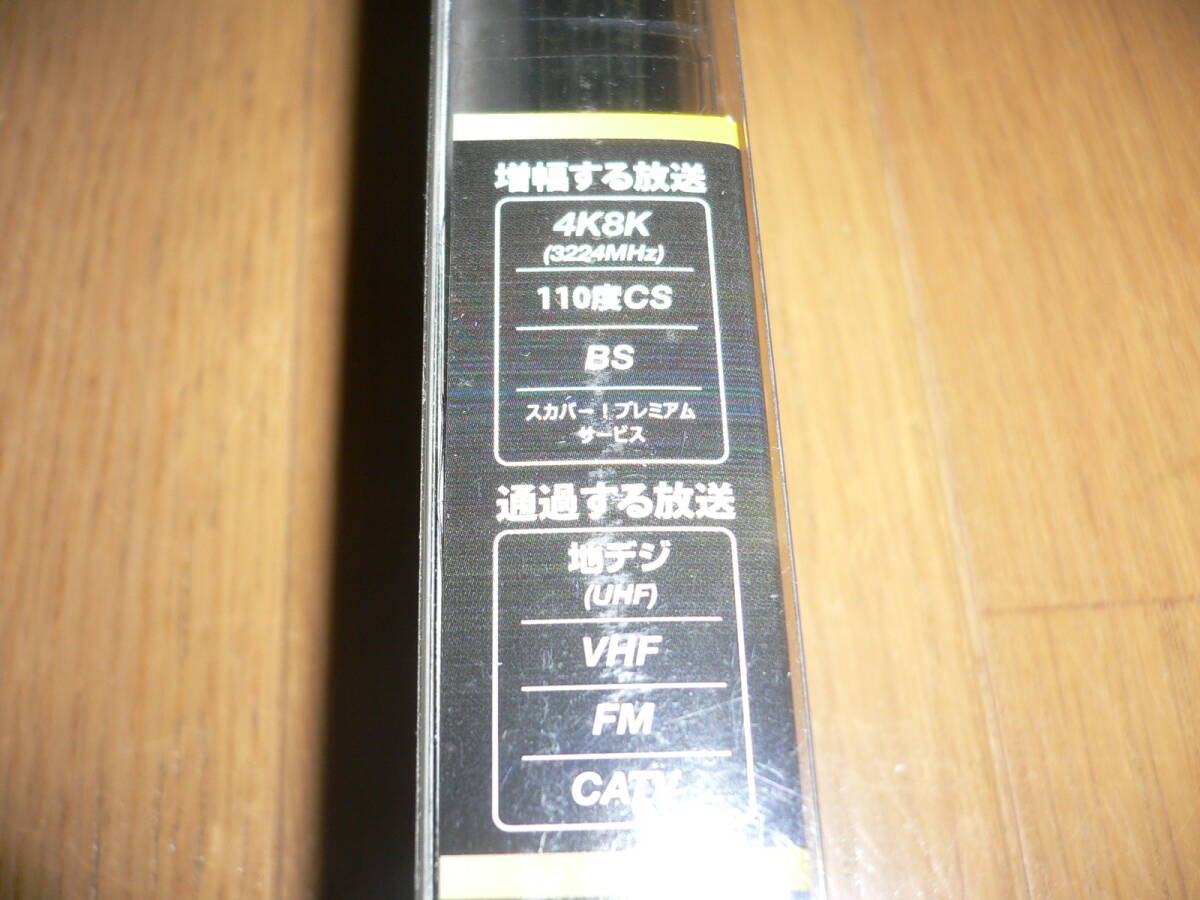 増幅する放送
4K8K
(3224MHz)
110度CS
BS
スカパー！プレミアム
サービス
通過する放送
地デジ
(UHF)
VHF
FM
CATV